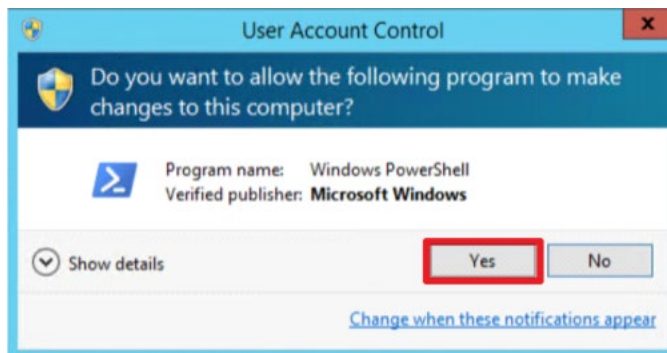 User Account Control
x
Do you want to allow the following program to make
changes to this computer?
Program name: Windows PowerShell
Verified publisher: Microsoft Windows
Show details
Yes
No
Change when these notifications appear